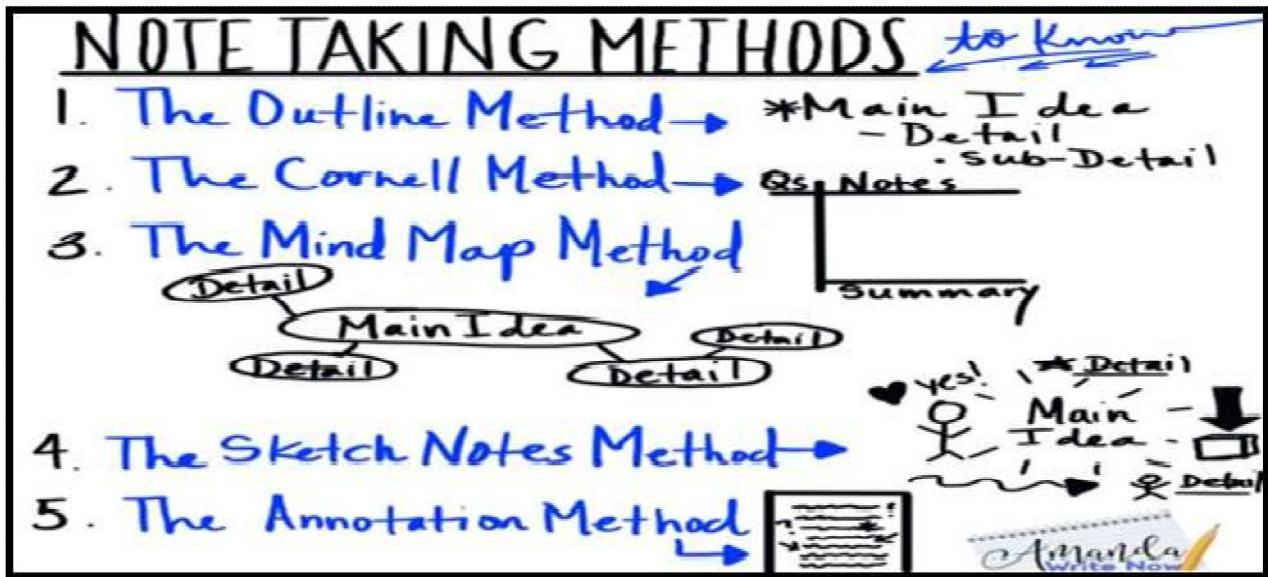 NOTE TAKING METHODS to Know
1. The Outline Method → *Main Idea
- Detail
• Sub-Detail
2. The Cornell Method → Qs Notes
Summary
3. The Mind Map Method
Detail
Main Idea
Detail
Detail
Detail
4. The Sketch Notes Method →
yes!
Detail
Main
Idea
Detail
5. The Annotation Method
Amanda
Write Now